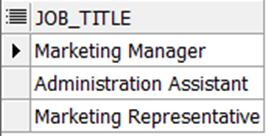 JOB_TITLE
Marketing Manager
Administration Assistant
Marketing Representative